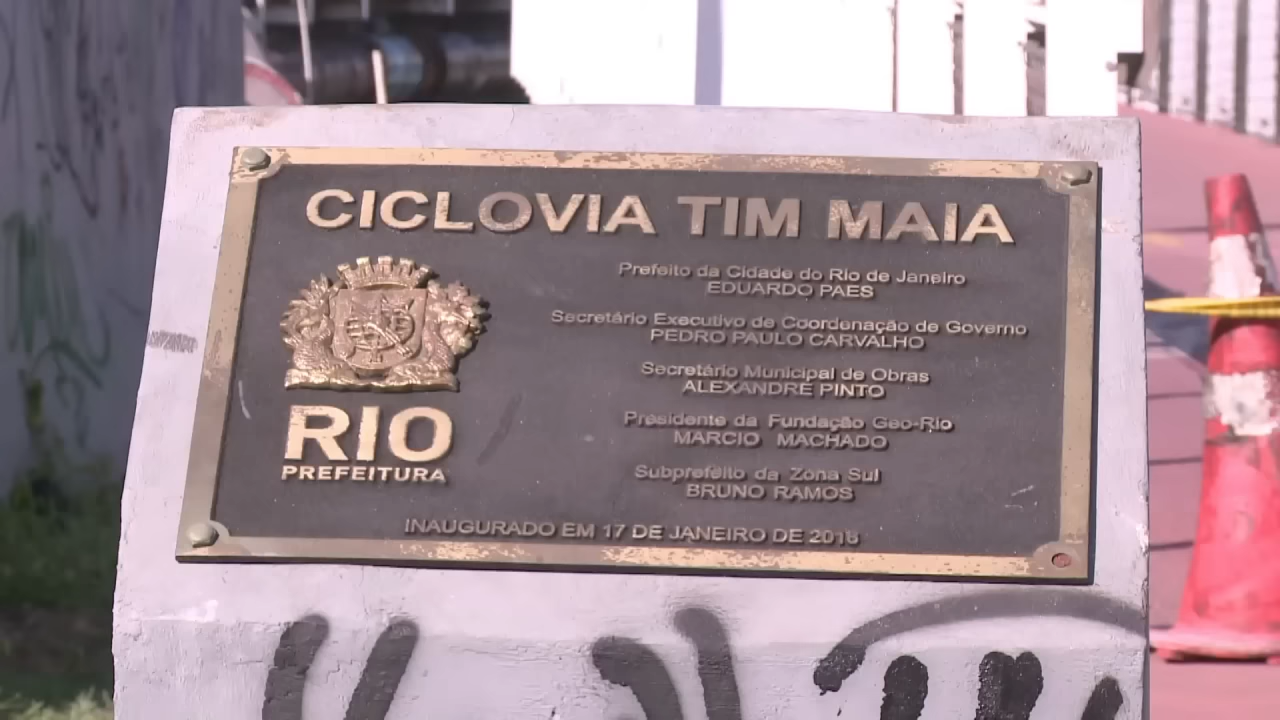 CICLOVIA TIM MAIA
Prefeito da Cidade do Rio de Janeiro
EDUARDO PAES
Secretário Executivo de Coordenação de Governo
PEDRO PAULO CARVALHO
Secretário Municipal de Obras
ALEXANDRE PINTO
Presidente da Fundação Geo-Rio
MARCIO MACHADO
Subprefeito da Zona Sul
BRUNO RAMOS
RIO
PREFEITURA
INAUGURADO EM 17 DE JANEIRO DE 2016